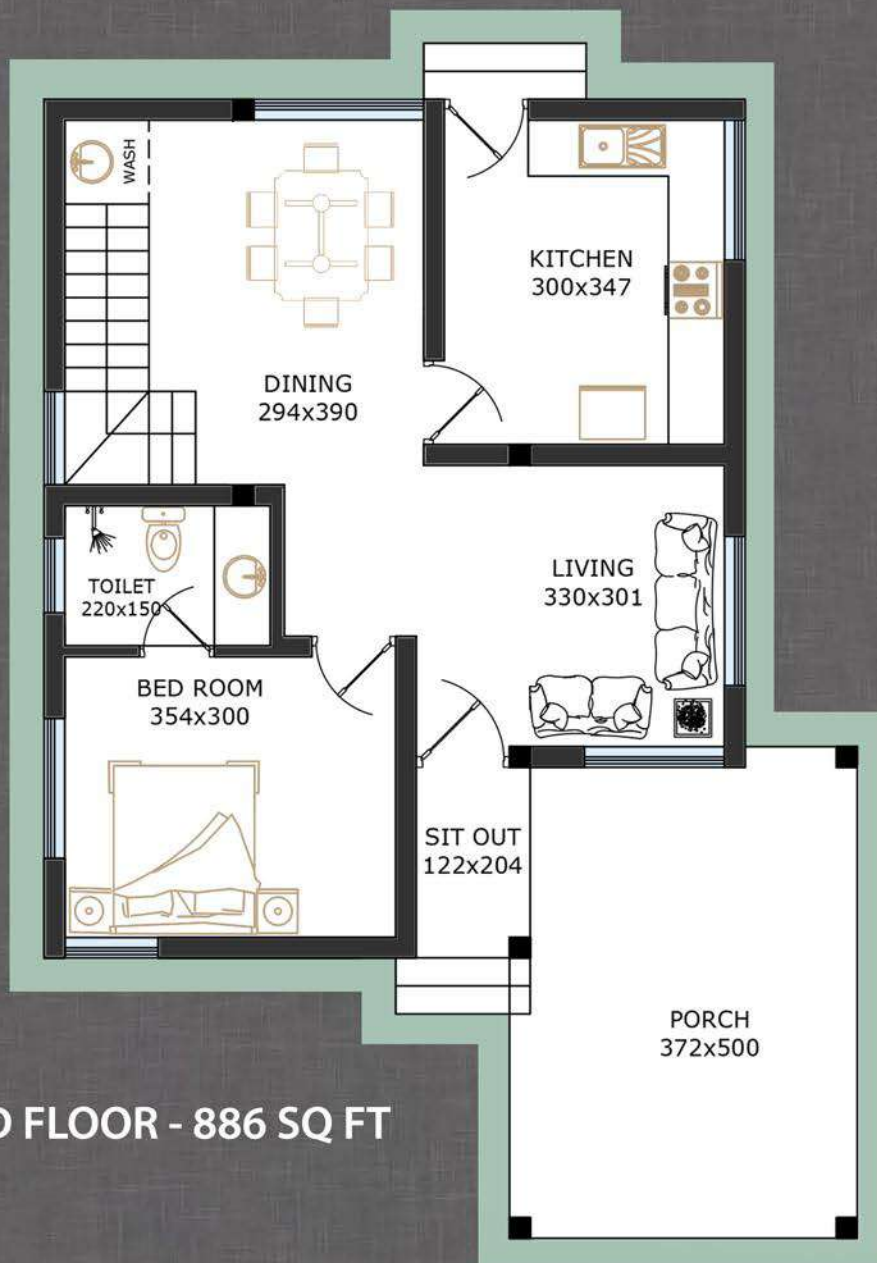 WASH
KITCHEN
300x347
DINING
294x390
LIVING
330x301
TOILET
220x150
BED ROOM
354x300
SIT OUT
122x204
PORCH
372x500
FLOOR - 886 SQ FT